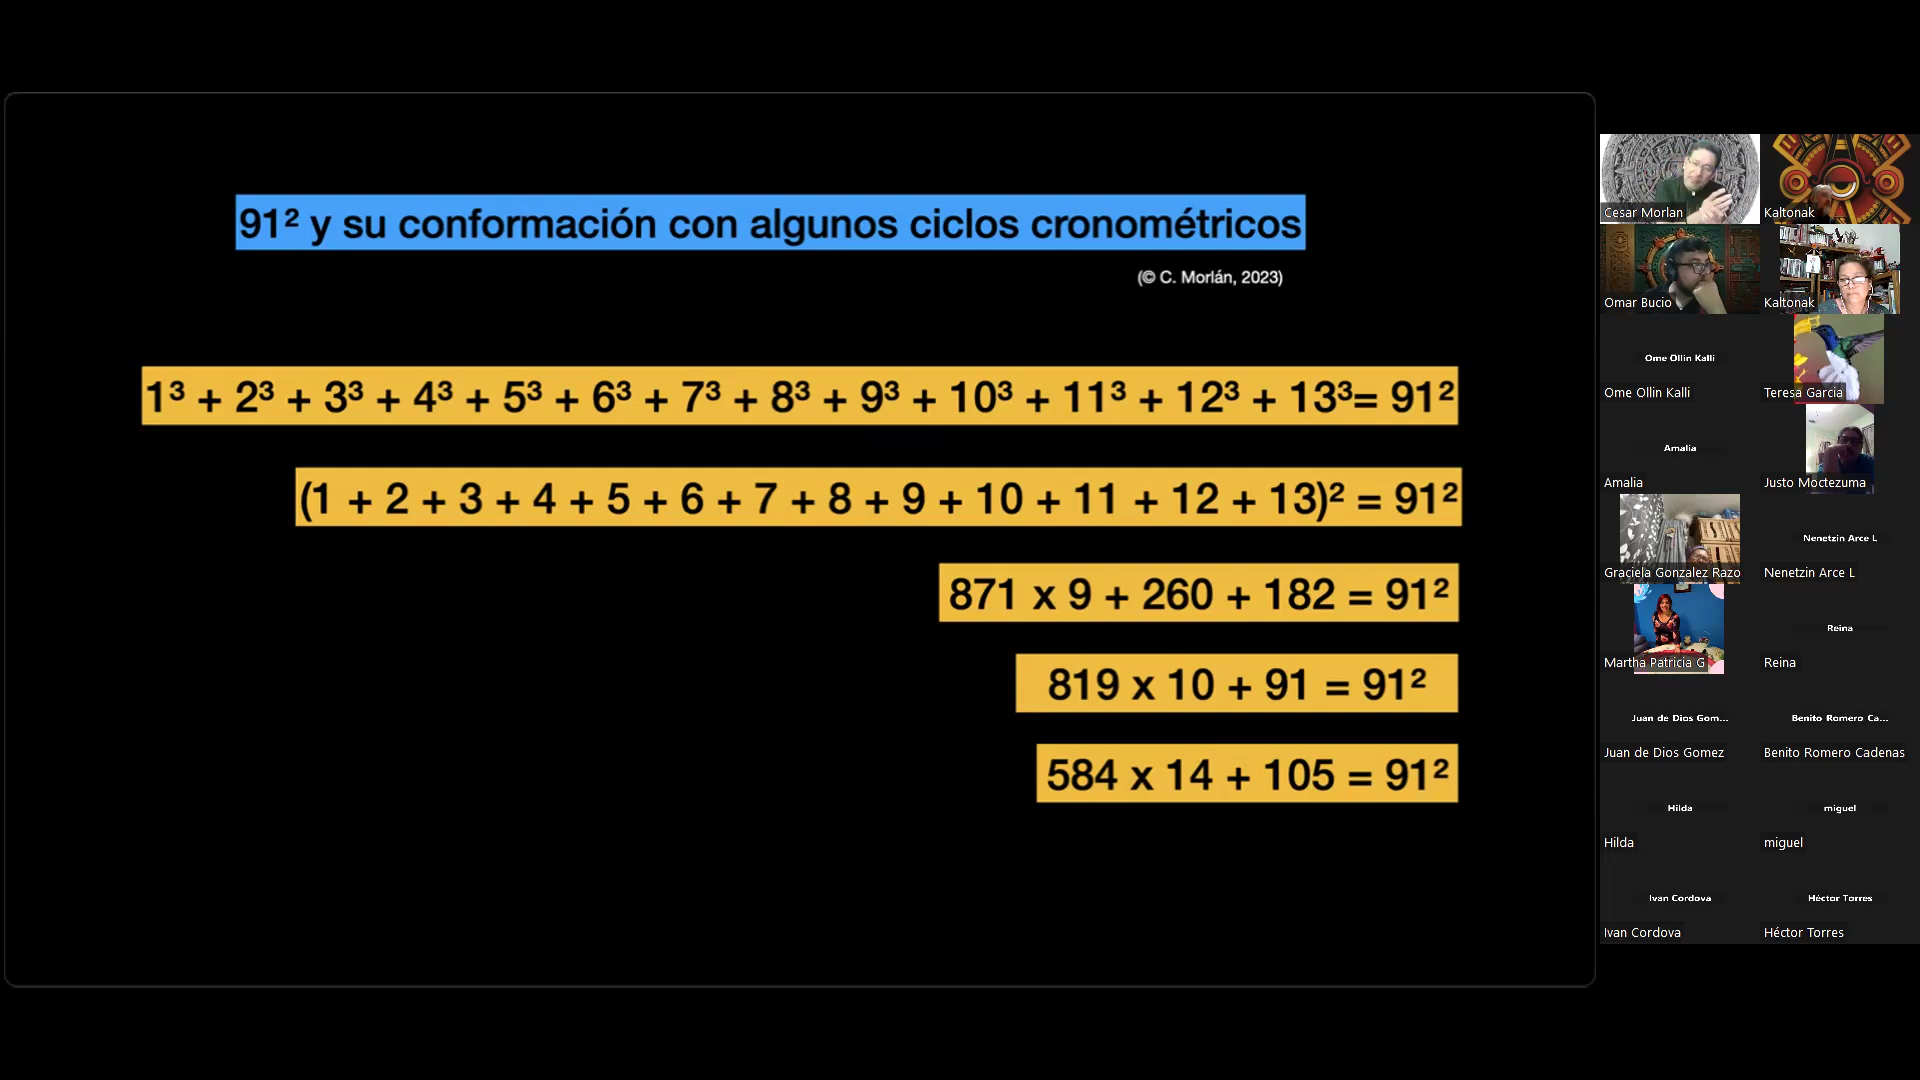 91² y su conformación con algunos ciclos cronométricos
(© C. Morlán, 2023)
1³ + 2³ + 3³ + 4³ + 5³ + 6³ + 7³ + 8³ + 9³ + 10³ + 11³ + 12³ + 13³= 91²
(1 + 2 + 3 + 4 + 5 + 6 + 7 + 8 + 9 + 10 + 11 + 12 + 13)² = 91²
871 x 9 + 260 + 182 = 91²
819 x 10 + 91 = 91²
584 x 14 + 105 = 91²
Cesar Morlan
Kaltonak
Omar Bucio
Kaltonak
Ome Ollin Kalli
Ome Ollin Kalli
Teresa Garcia
Amalia
Amalia
Justo Moctezuma
Graciela Gonzalez Razo
Nenetzin Arce L
Nenetzin Arce L
Martha Patricia G
Reina
Reina
Juan de Dios Gom...
Juan de Dios Gomez
Benito Romero Ca...
Benito Romero Cadenas
Hilda
Hilda
miguel
miguel
Ivan Cordova
Ivan Cordova
Héctor Torres
Héctor Torres